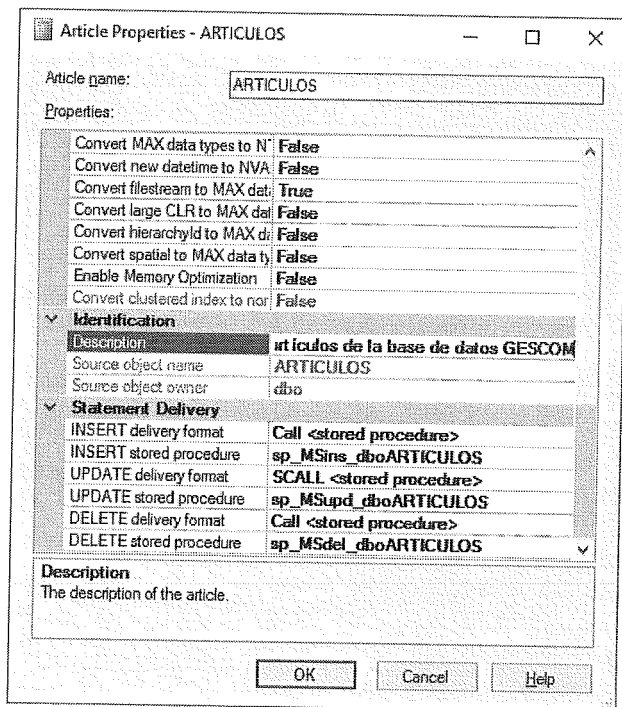 Article Properties - ARTICULOS
Article name: ARTICULOS
Properties:
Convert MAX data types to N False
Convert new datetime to NVA False
Convert filestream to MAX dat True
Convert large CLR to MAX dat False
Convert hierarchyId to MAX d False
Convert spatial to MAX data ty False
Enable Memory Optimization False
Convert clustered index to nor False
Identification
Description artículos de la base de datos GESCOM
Source object name ARTICULOS
Source object owner dbo
Statement Delivery
INSERT delivery format Call <stored procedure>
INSERT stored procedure sp_MSins_dboARTICULOS
UPDATE delivery format SCALL <stored procedure>
UPDATE stored procedure sp_MSupd_dboARTICULOS
DELETE delivery format Call <stored procedure>
DELETE stored procedure sp_MSdel_dboARTICULOS
Description
The description of the article.
OK Cancel Help